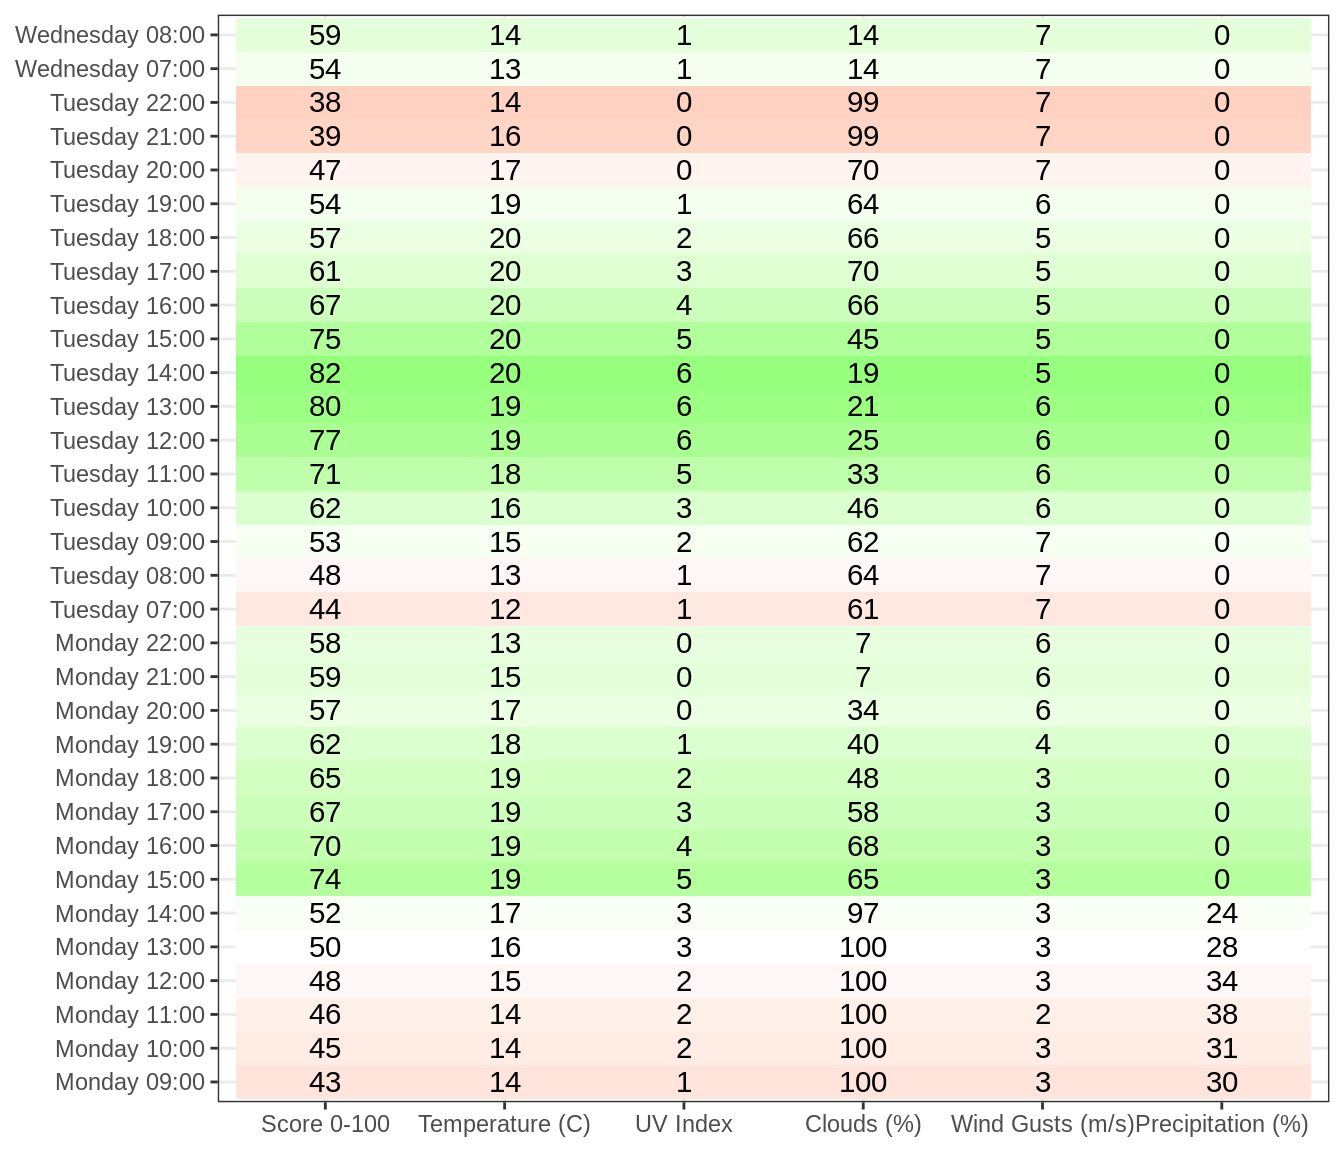 Wednesday 08:00 59 14 1 14 7 0
Wednesday 07:00 54 13 1 14 7 0
Tuesday 22:00 38 14 0 99 7 0
Tuesday 21:00 39 16 0 99 7 0
Tuesday 20:00 47 17 0 70 7 0
Tuesday 19:00 54 19 1 64 6 0
Tuesday 18:00 57 20 2 66 5 0
Tuesday 17:00 61 20 3 70 5 0
Tuesday 16:00 67 20 4 66 5 0
Tuesday 15:00 75 20 5 45 5 0
Tuesday 14:00 82 20 6 19 5 0
Tuesday 13:00 80 19 6 21 6 0
Tuesday 12:00 77 19 6 25 6 0
Tuesday 11:00 71 18 5 33 6 0
Tuesday 10:00 62 16 3 46 6 0
Tuesday 09:00 53 15 2 62 7 0
Tuesday 08:00 48 13 1 64 7 0
Tuesday 07:00 44 12 1 61 7 0
Monday 22:00 58 13 0 7 6 0
Monday 21:00 59 15 0 7 6 0
Monday 20:00 57 17 0 34 6 0
Monday 19:00 62 18 1 40 4 0
Monday 18:00 65 19 2 48 3 0
Monday 17:00 67 19 3 58 3 0
Monday 16:00 70 19 4 68 3 0
Monday 15:00 74 19 5 65 3 0
Monday 14:00 52 17 3 97 3 24
Monday 13:00 50 16 3 100 3 28
Monday 12:00 48 15 2 100 3 34
Monday 11:00 46 14 2 100 2 38
Monday 10:00 45 14 2 100 3 31
Monday 09:00 43 14 1 100 3 30
Score 0-100 Temperature (C) UV Index Clouds (%) Wind Gusts (m/s) Precipitation (%)